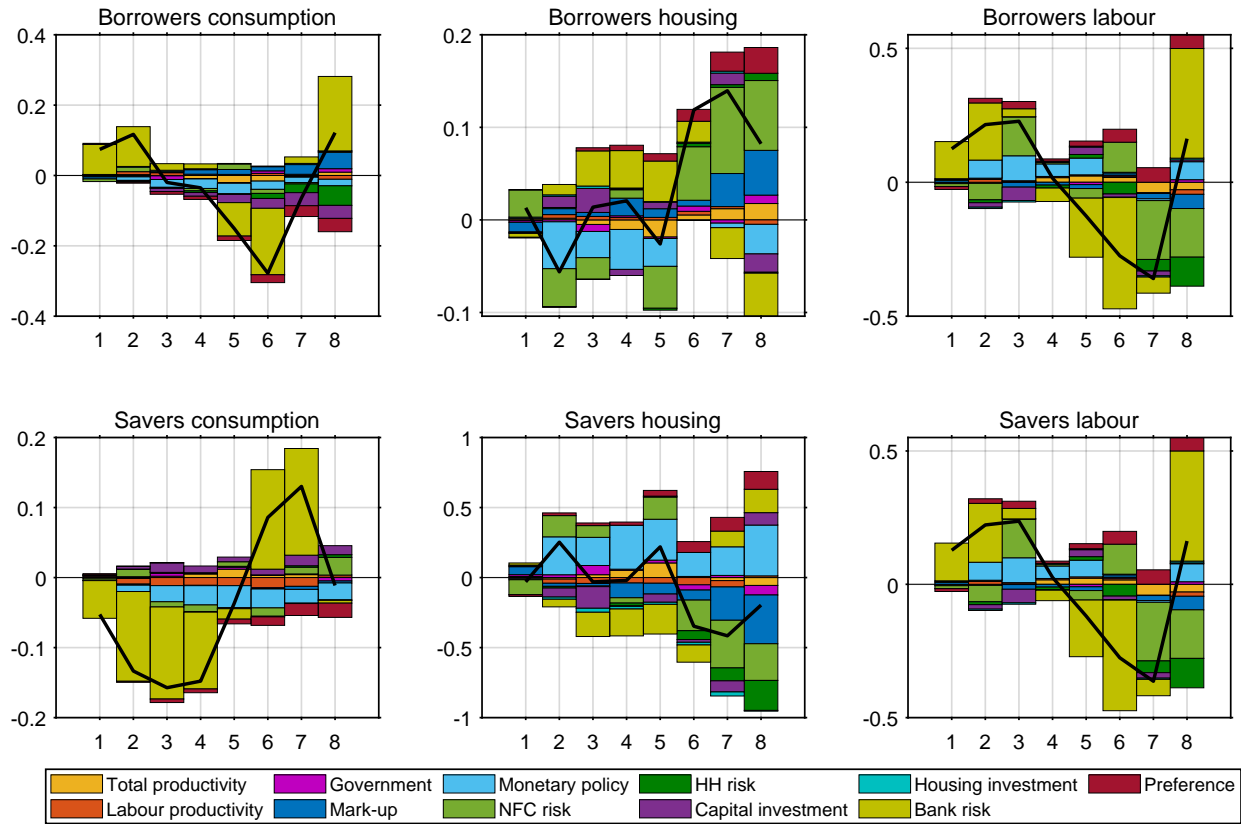 Borrowers consumption
0.4
0.2
0
-0.2
-0.4
1 2 3 4 5 6 7 8
Borrowers housing
0.2
0.1
0
-0.1
1 2 3 4 5 6 7 8
Borrowers labour
0.5
0
-0.5
1 2 3 4 5 6 7 8
Savers consumption
0.2
0.1
0
-0.1
-0.2
1 2 3 4 5 6 7 8
Savers housing
1
0.5
0
-0.5
-1
1 2 3 4 5 6 7 8
Savers labour
0.5
0
-0.5
1 2 3 4 5 6 7 8
Total productivity Government Monetary policy HH risk Housing investment Preference
Labour productivity Mark-up NFC risk Capital investment Bank risk